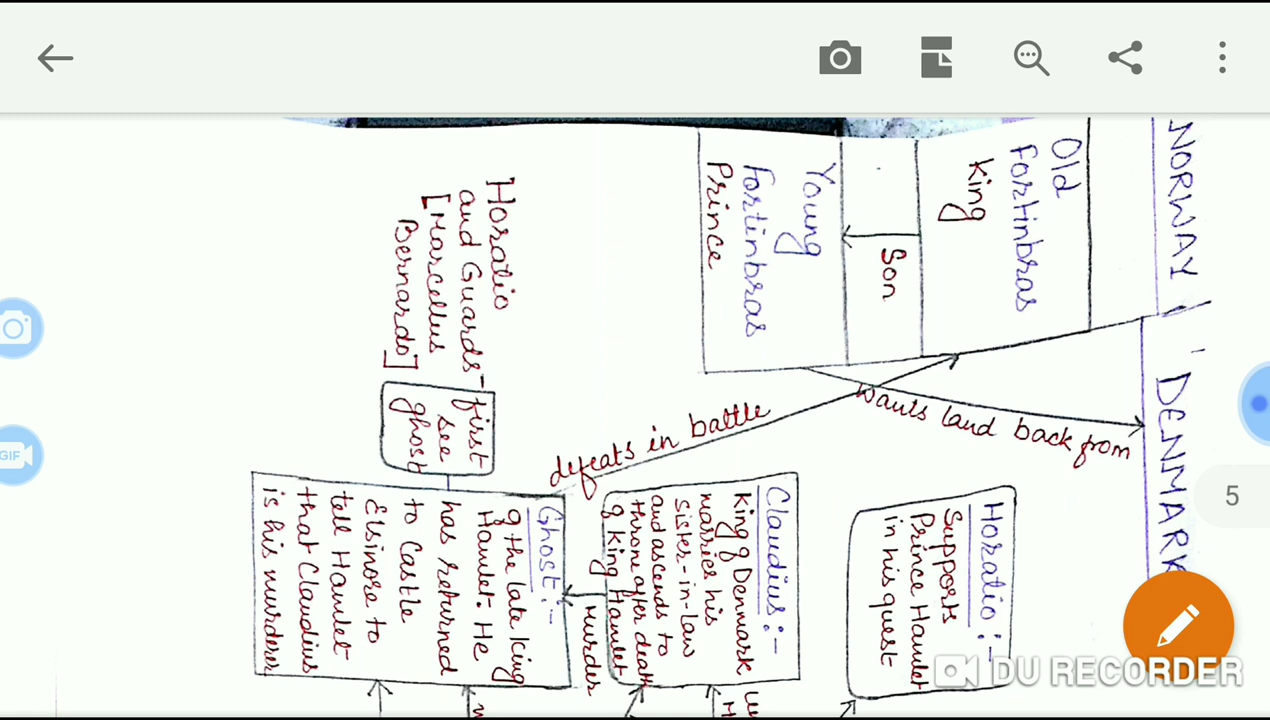 NORWAY
Old
Fortinbras
King
Son
Young
Fortinbras
Prince
DENMARK
wants land back from
defeats in battle
Horatio
and Guards-
[Marcellus
Bernardo]
first
see
ghost
Horatio :-
Supports
Prince Hamlet
in his quest
Claudius:-
King of Denmark
marries his
sister-in-law
and ascends to
throne after death
of King Hamlet
Murder
Ghost:-
of the late King
Hamlet. He
has returned
to Castle
Elsinore to
tell Hamlet
that Claudius
is his murderer
5
GIF
DU RECORDER